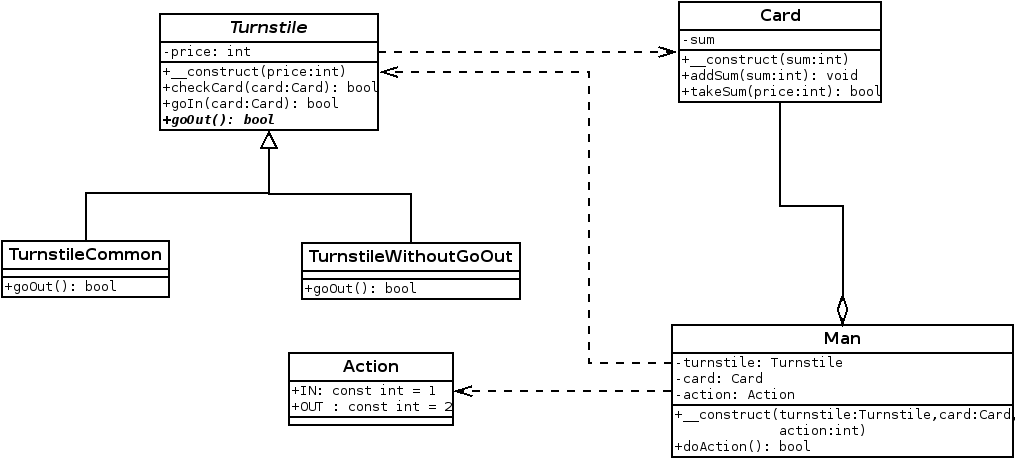 Turnstile
-price: int
+__construct(price:int)
+checkCard(card:Card): bool
+goIn(card:Card): bool
+goOut(): bool
Card
-sum
+__construct(sum:int)
+addSum(sum:int): void
+takeSum(price:int): bool
TurnstileCommon
+goOut(): bool
TurnstileWithoutGoOut
+goOut(): bool
Action
+IN: const int = 1
+OUT : const int = 2
Man
-turnstile: Turnstile
-card: Card
-action: Action
+__construct(turnstile:Turnstile,card:Card,
action:int)
+doAction(): bool